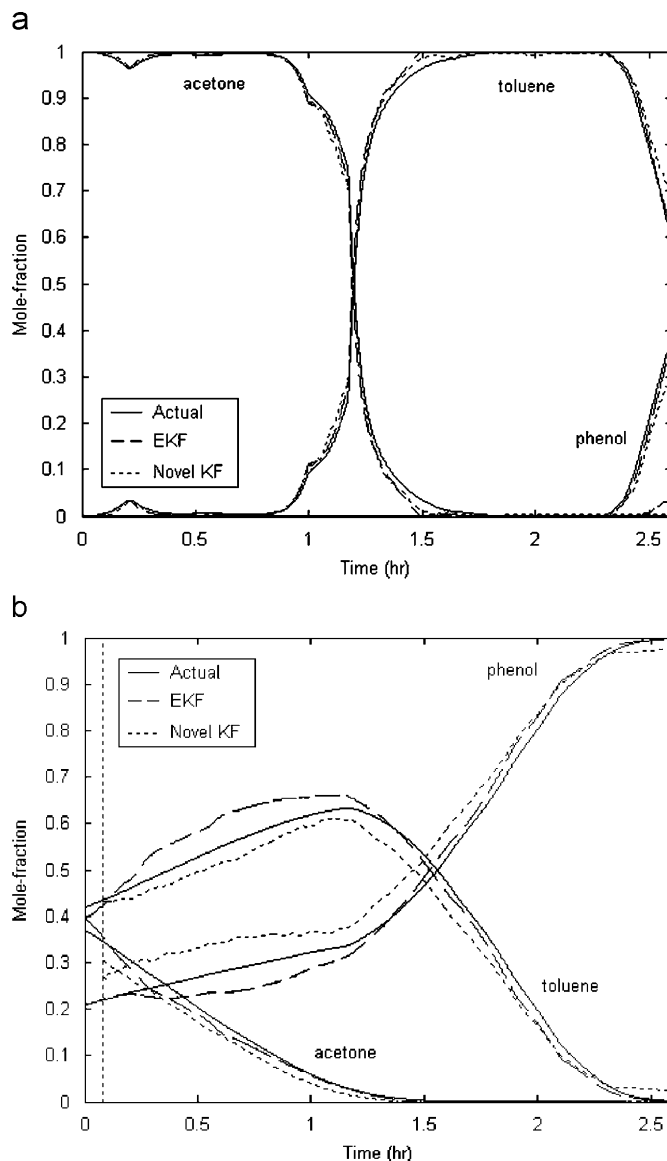 a
1
0.9
0.8
0.7
0.6
0.5
0.4
0.3
0.2
0.1
0
Mole-fraction
acetone
toluene
phenol
Actual
EKF
Novel KF
0
0.5
1
1.5
2
2.5
Time (hr)
b
1
0.9
0.8
0.7
0.6
0.5
0.4
0.3
0.2
0.1
0
Mole-fraction
Actual
EKF
Novel KF
phenol
toluene
acetone
0
0.5
1
1.5
2
2.5
Time (hr)